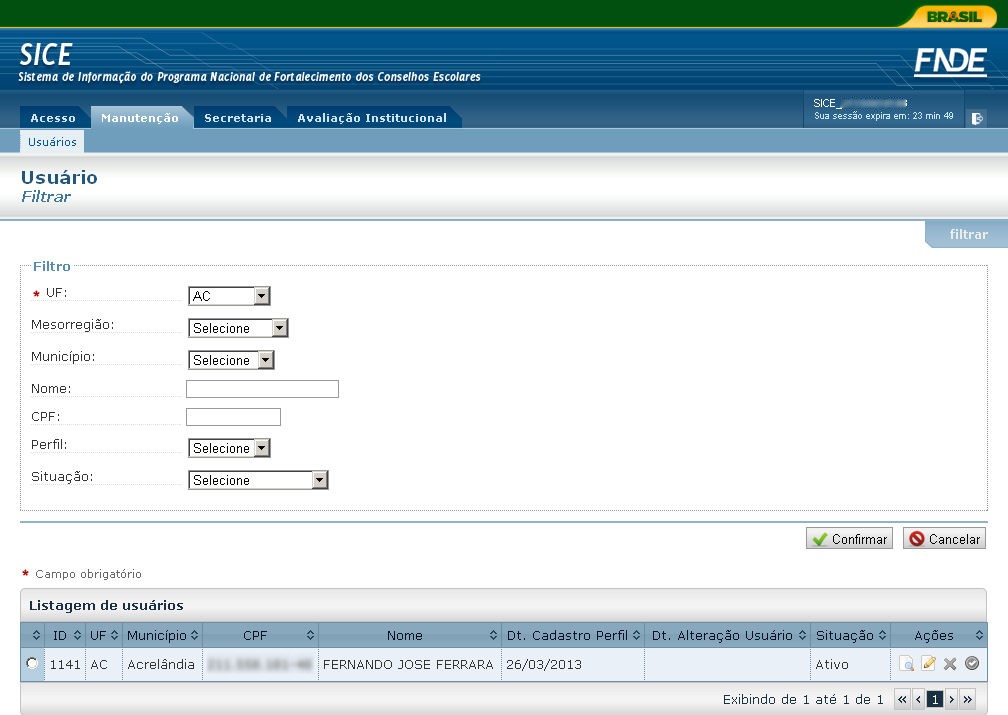 BRASIL
SICE
Sistema de Informação do Programa Nacional de Fortalecimento dos Conselhos Escolares
FNDE
Acesso Manutenção Secretaria Avaliação Institucional
SICE_
Sua sessão expira em: 23 min 49
Usuários
Usuário
Filtrar
filtrar
Filtro
* UF: AC
Mesorregião: Selecione
Município: Selecione
Nome:
CPF:
Perfil: Selecione
Situação: Selecione
Confirmar Cancelar
* Campo obrigatório
Listagem de usuários
ID UF Município CPF Nome Dt. Cadastro Perfil Dt. Alteração Usuário Situação Ações
1141 AC Acrelândia FERNANDO JOSE FERRARA 26/03/2013 Ativo
Exibindo de 1 até 1 de 1 « ‹ 1 › »